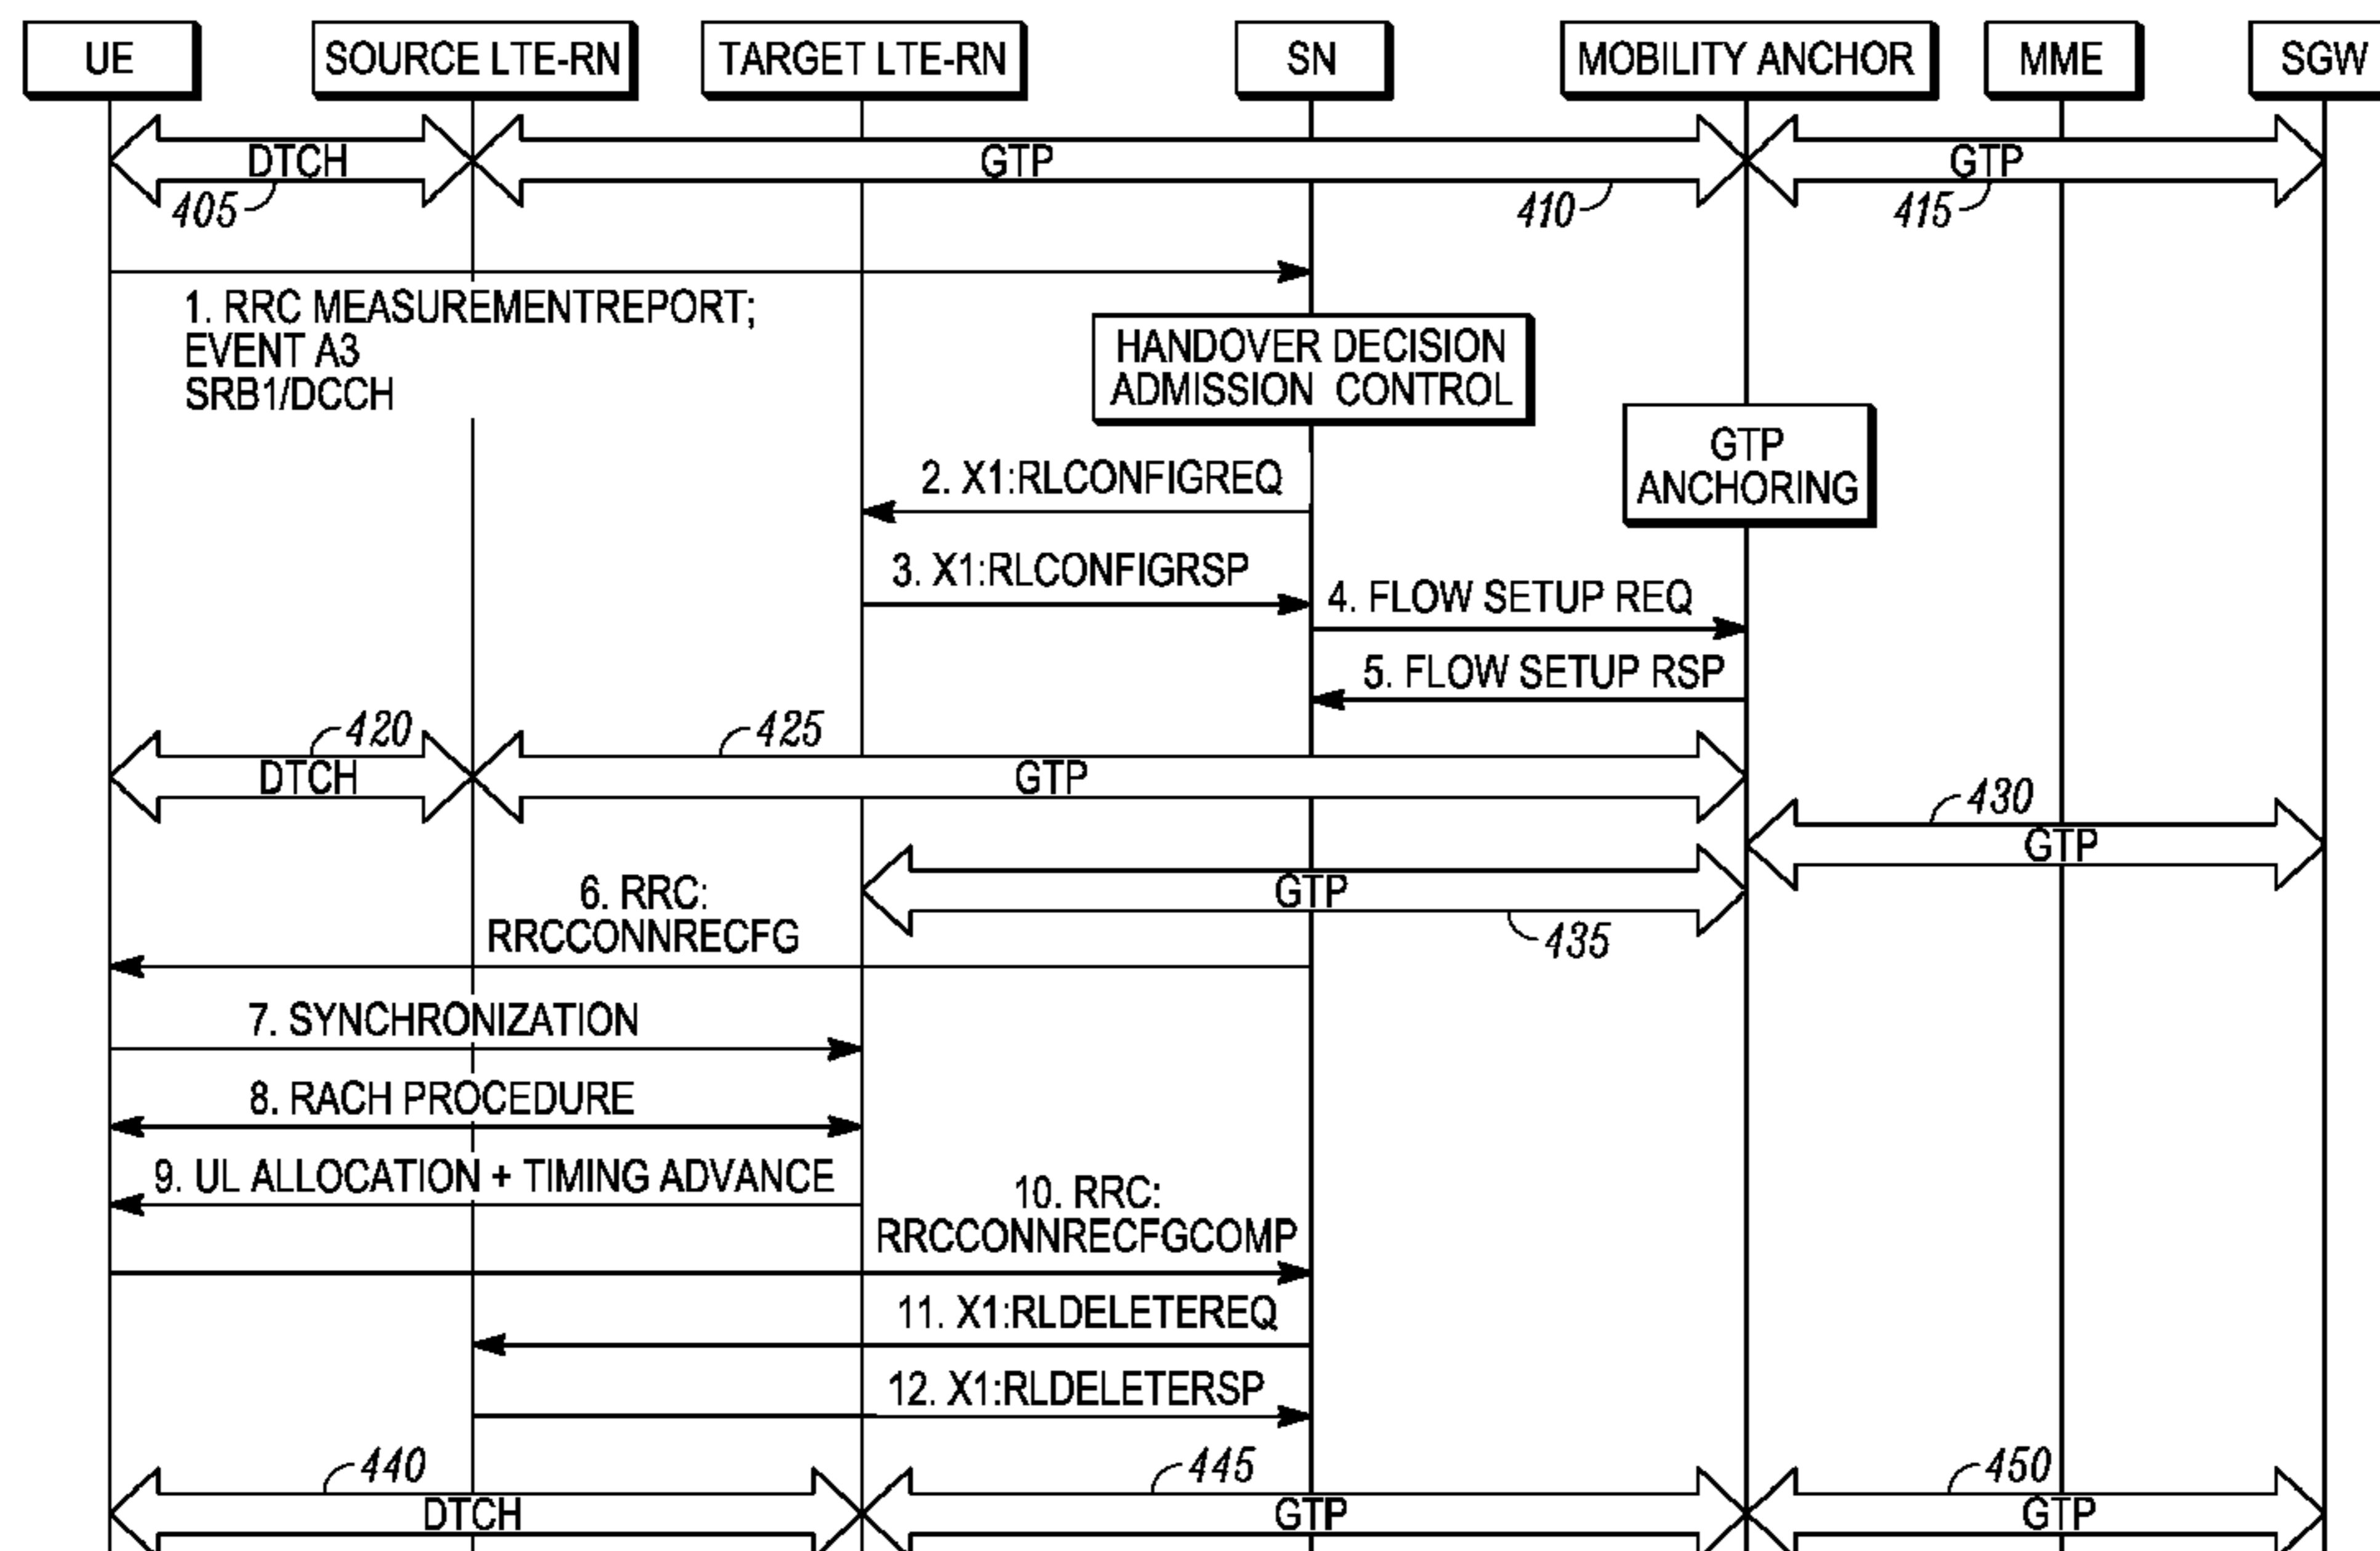 UE
SOURCE LTE-RN
TARGET LTE-RN
SN
MOBILITY ANCHOR
MME
SGW
DTCH
GTP
GTP
405
410
415
1. RRC MEASUREMENTREPORT;
EVENT A3
SRB1/DCCH
HANDOVER DECISION
ADMISSION CONTROL
GTP
ANCHORING
2. X1:RLCONFIGREQ
3. X1:RLCONFIGRSP
4. FLOW SETUP REQ
5. FLOW SETUP RSP
420
425
DTCH
GTP
430
GTP
GTP
435
6. RRC:
RRCCONNRECFG
7. SYNCHRONIZATION
8. RACH PROCEDURE
9. UL ALLOCATION + TIMING ADVANCE
10. RRC:
RRCCONNRECFGCOMP
11. X1:RLDELETEREQ
12. X1:RLDELETERSP
440
445
450
DTCH
GTP
GTP